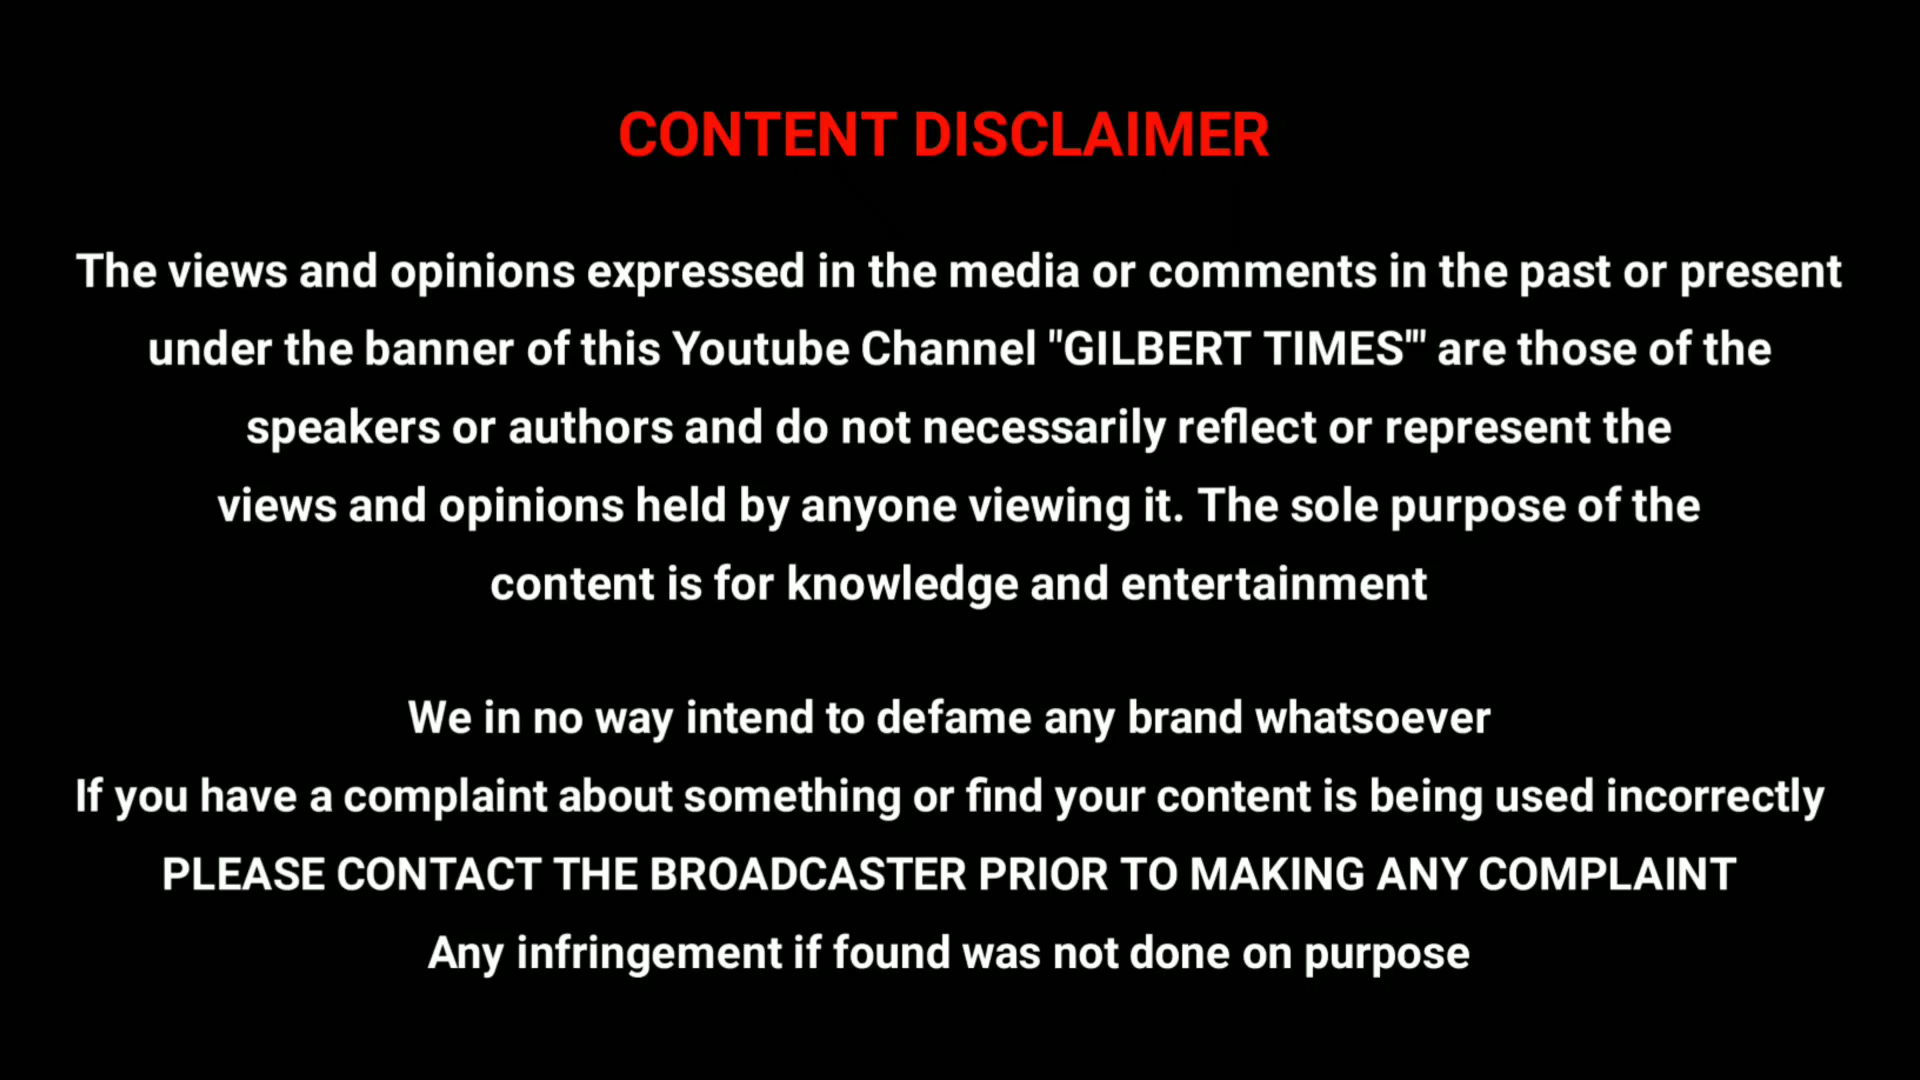 CONTENT DISCLAIMER
The views and opinions expressed in the media or comments in the past or present
under the banner of this Youtube Channel "GILBERT TIMES"' are those of the
speakers or authors and do not necessarily reflect or represent the
views and opinions held by anyone viewing it. The sole purpose of the
content is for knowledge and entertainment
We in no way intend to defame any brand whatsoever
If you have a complaint about something or find your content is being used incorrectly
PLEASE CONTACT THE BROADCASTER PRIOR TO MAKING ANY COMPLAINT
Any infringement if found was not done on purpose